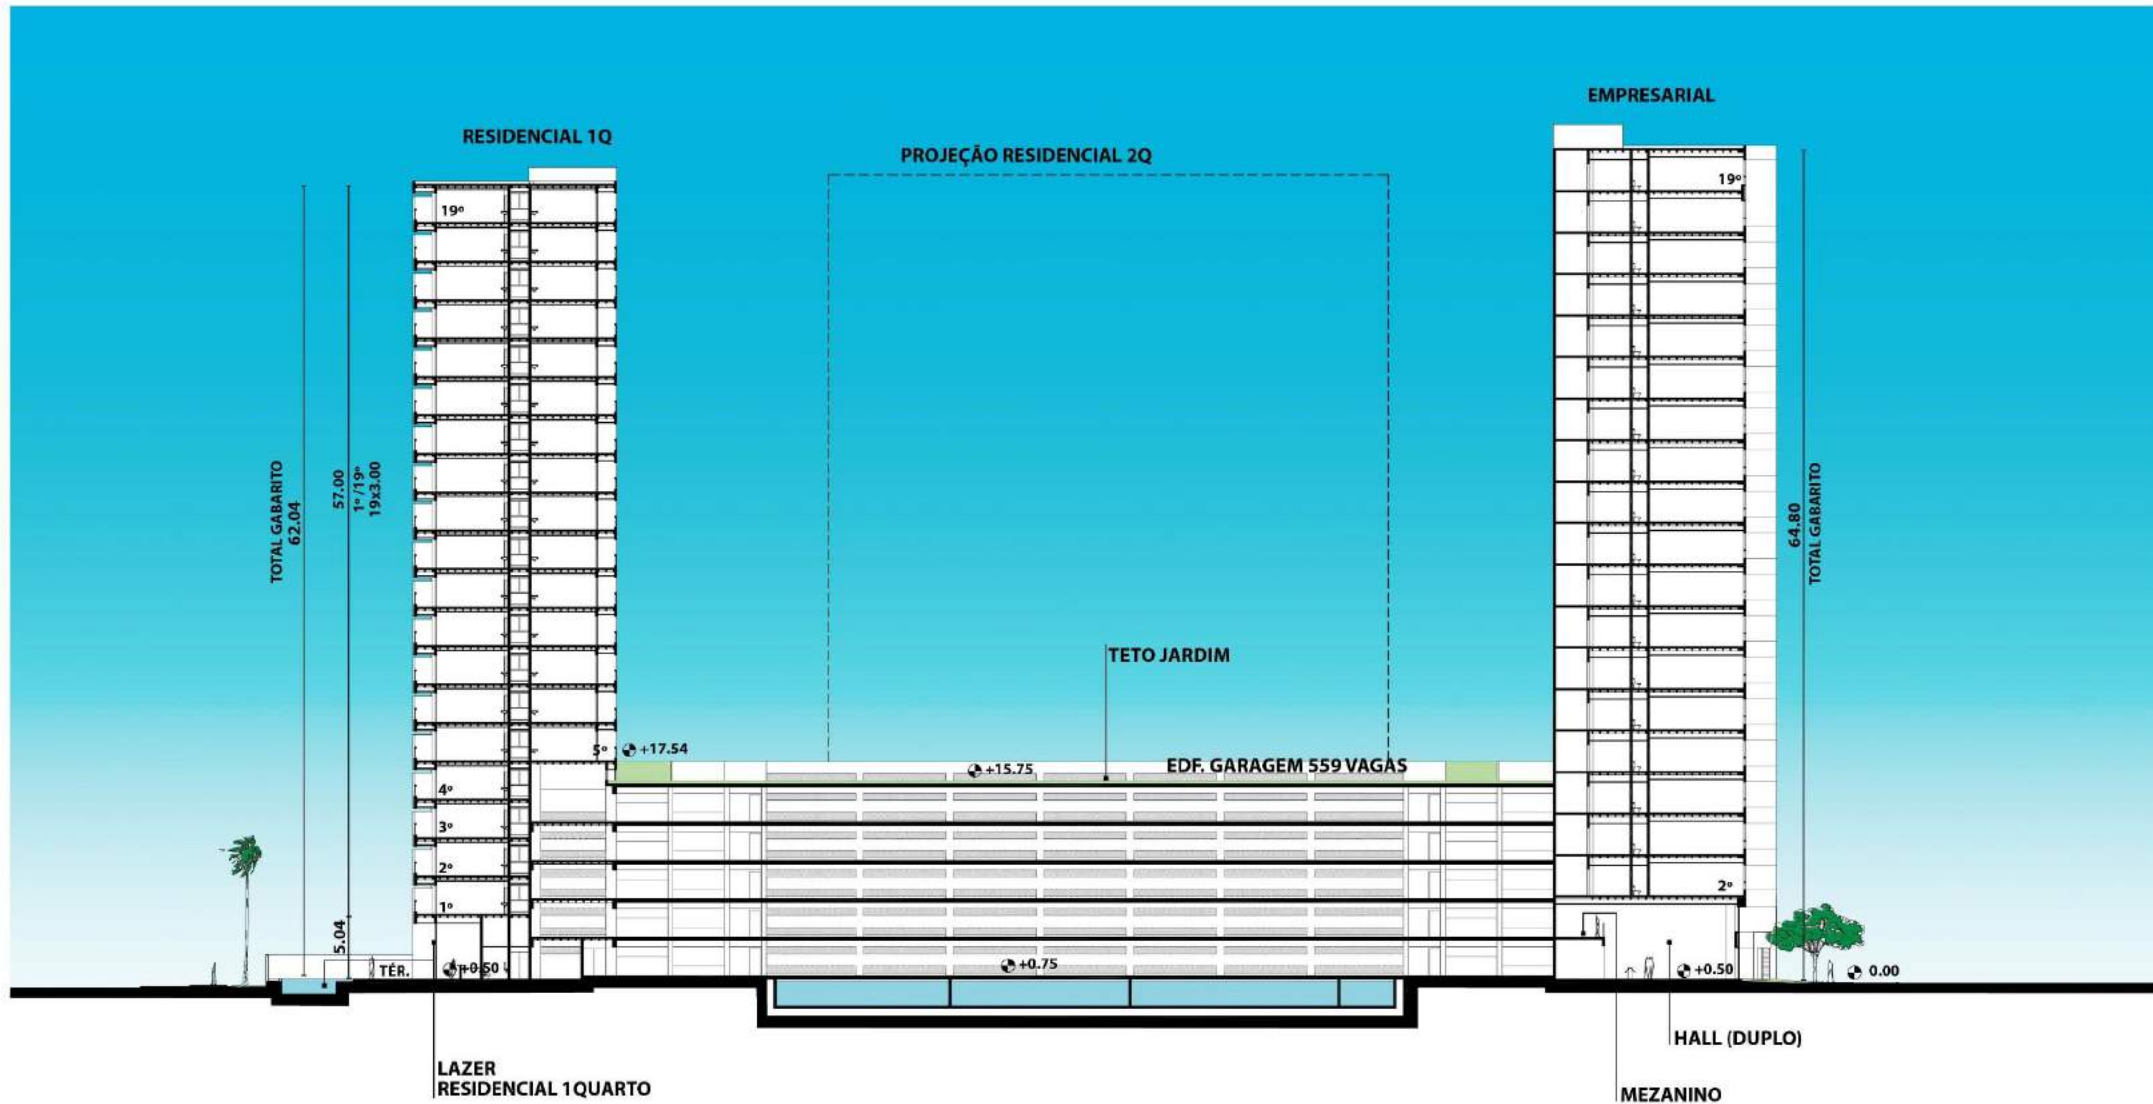 EMPRESARIAL
RESIDENCIAL 1Q
PROJEÇÃO RESIDENCIAL 2Q
19º
19º
TOTAL GABARITO
62.04
57.00
1º /19º
19x3.00
64.80
TOTAL GABARITO
TETO JARDIM
5º
+17.54
+15.75
EDF. GARAGEM 559 VAGAS
4º
3º
2º
1º
2º
5.04
TÉR.
+0.50
+0.75
+0.50
0.00
HALL (DUPLO)
LAZER
RESIDENCIAL 1QUARTO
MEZANINO